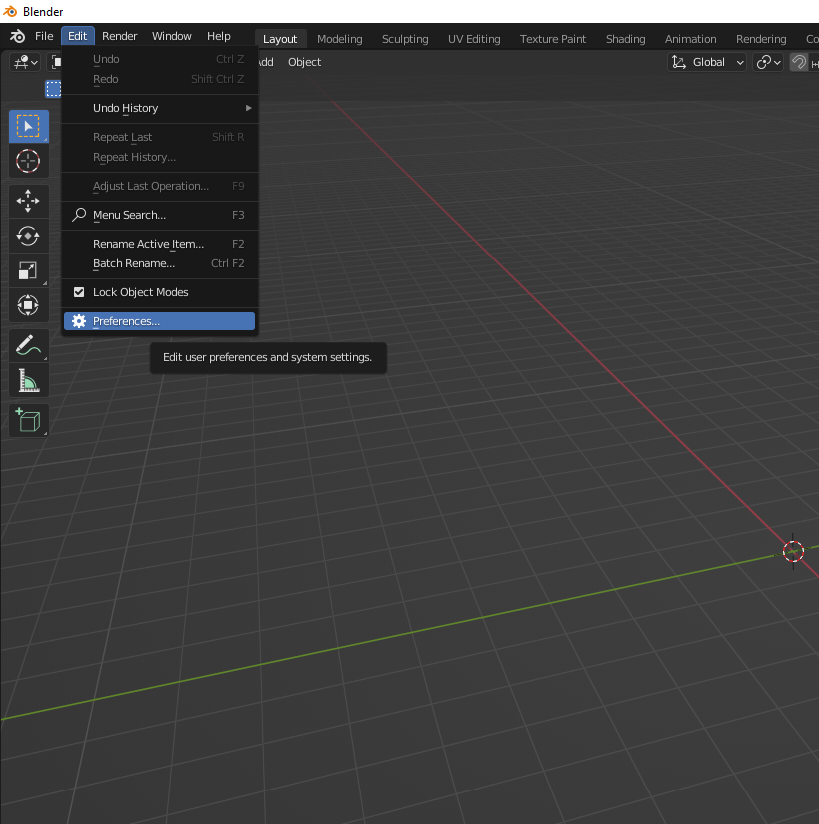 Blender
File Edit Render Window Help Layout Modeling Sculpting UV Editing Texture Paint Shading Animation Rendering Co
dd Object Global
Undo Ctrl Z
Redo Shift Ctrl Z
Undo History
Repeat Last Shift R
Repeat History...
Adjust Last Operation... F9
Menu Search... F3
Rename Active Item... F2
Batch Rename... Ctrl F2
Lock Object Modes
Preferences...
Edit user preferences and system settings.